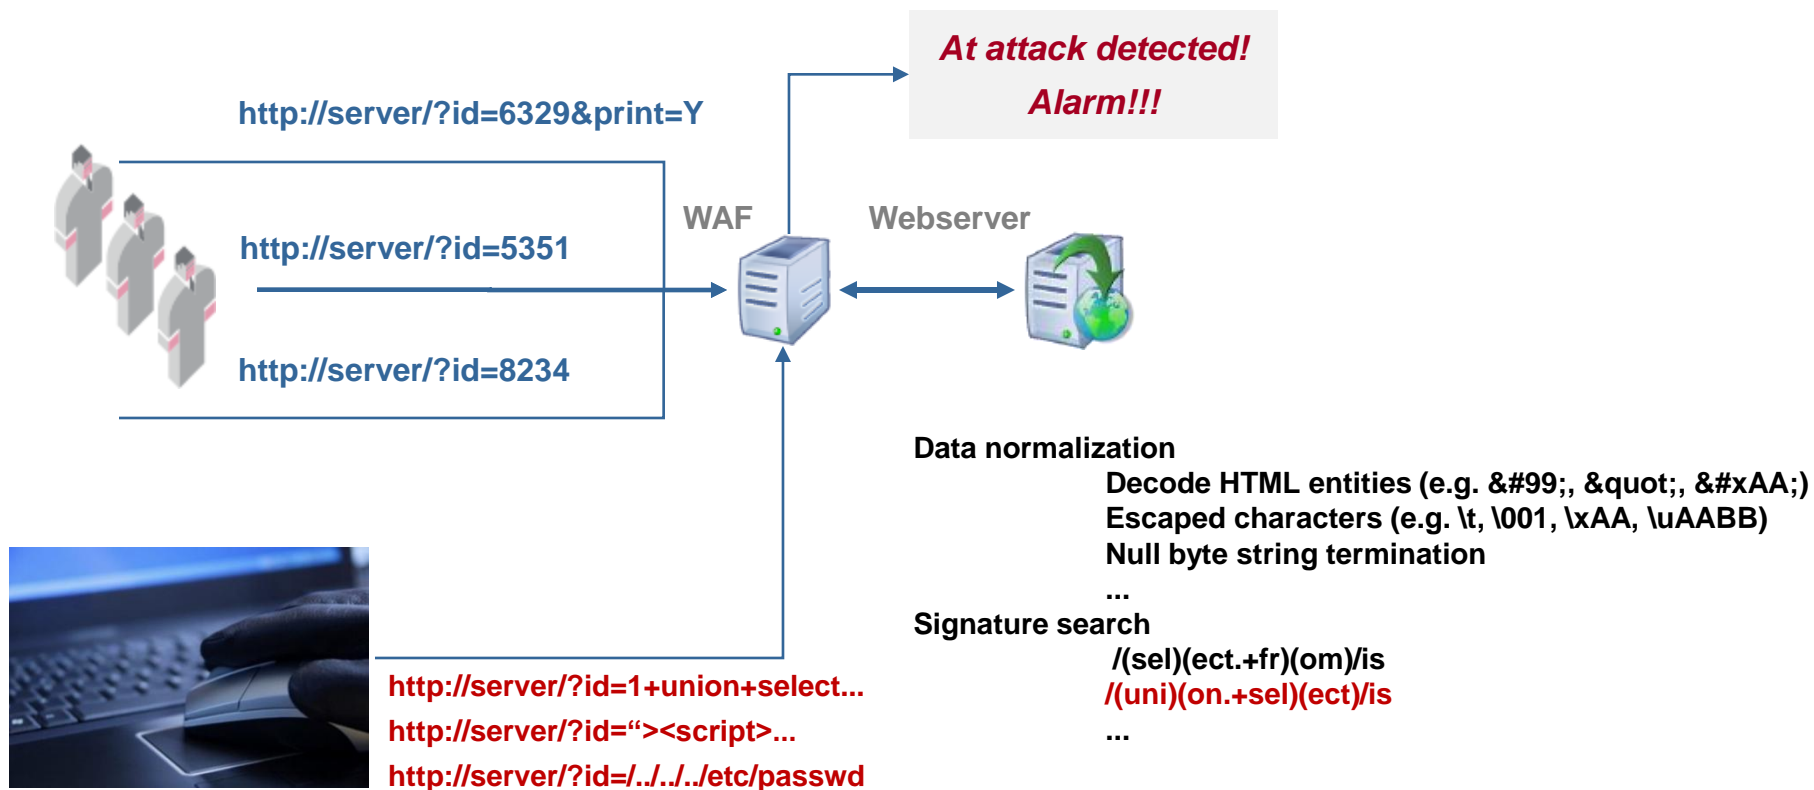 At attack detected!
Alarm!!!
http://server/?id=6329&print=Y
WAF
Webserver
http://server/?id=5351
http://server/?id=8234
Data normalization
Decode HTML entities (e.g. &#99;, &quot;, &#xAA;)
Escaped characters (e.g. \t, \001, \xAA, \uAABB)
Null byte string termination
...
Signature search
/(sel)(ect.+fr)(om)/is
/(uni)(on.+sel)(ect)/is
...
http://server/?id=1+union+select...
http://server/?id=“><script>...
http://server/?id=/../../../etc/passwd